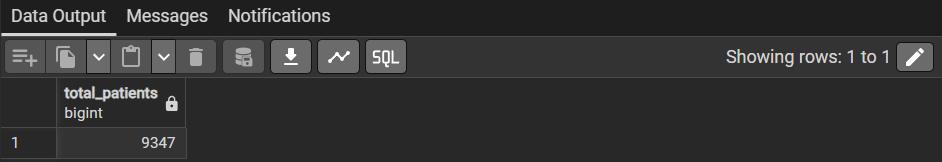 Data Output Messages Notifications
SQL Showing rows: 1 to 1
total_patients
bigint
1 9347